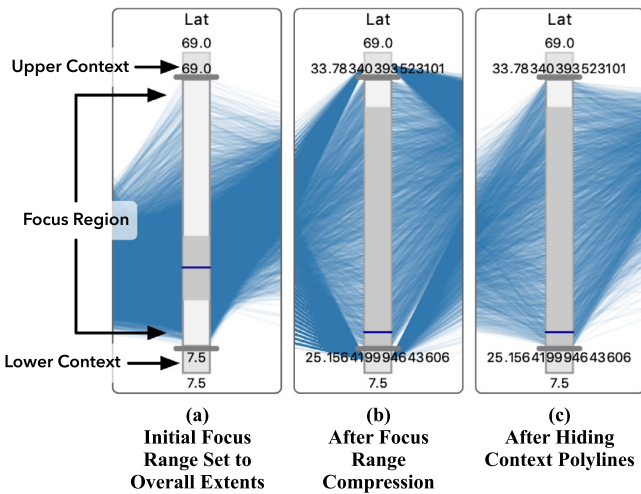 Lat
69.0
69.0
7.5
7.5
Upper Context
Focus Region
Lower Context
Lat
69.0
33.78340393523101
25.156419994643606
7.5
Lat
69.0
33.78340393523101
25.156419994643606
7.5
(a)
Initial Focus
Range Set to
Overall Extents
(b)
After Focus
Range
Compression
(c)
After Hiding
Context Polylines